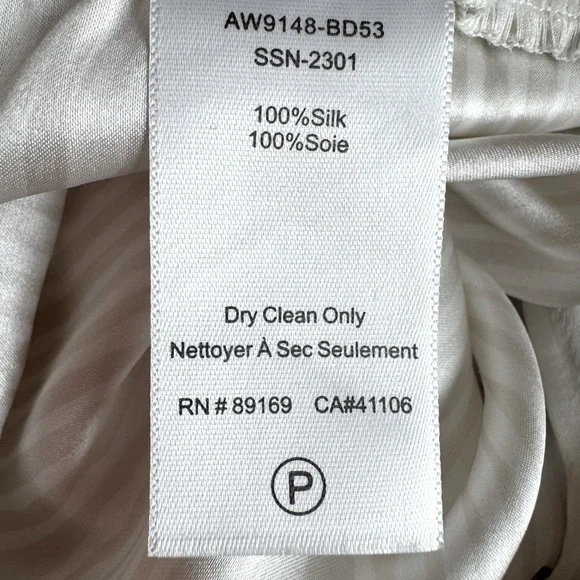 AW9148-BD53
SSN-2301
100%Silk
100%Soie
Dry Clean Only
Nettoyer À Sec Seulement
RN # 89169 CA#41106
P